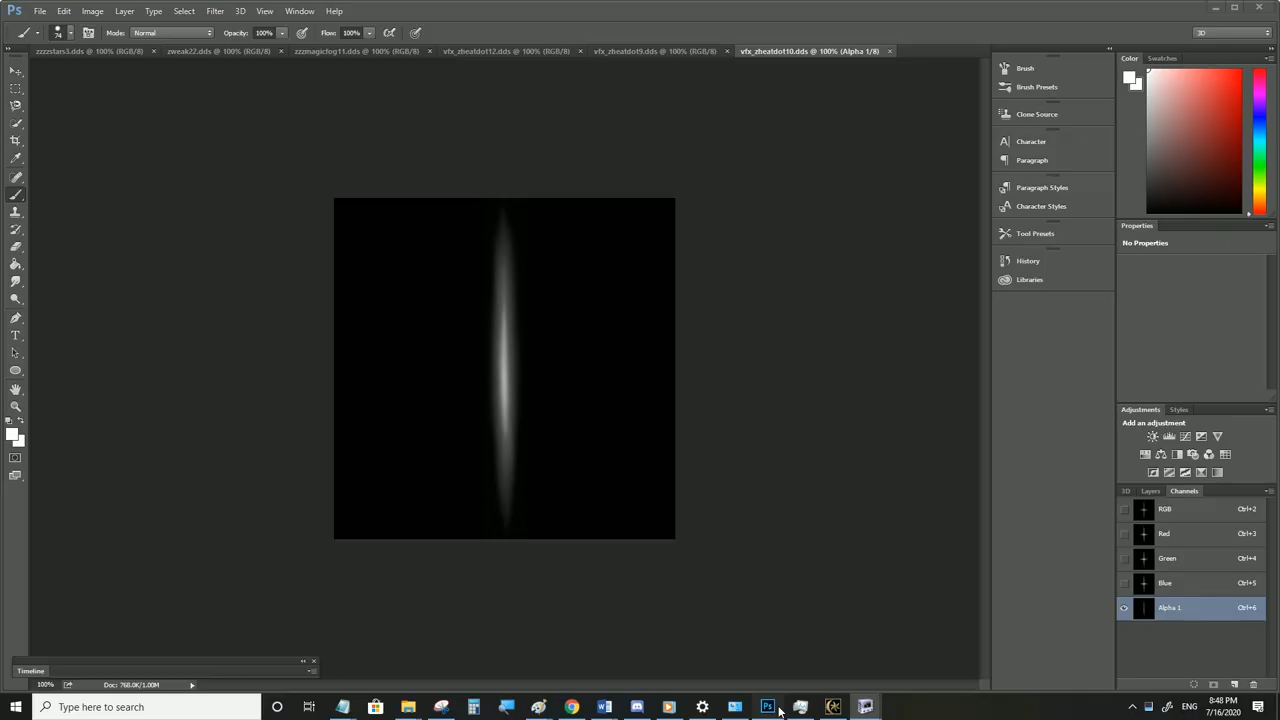 Ps File Edit Image Layer Type Select Filter 3D View Window Help
74 Mode: Normal Opacity: 100% Flow: 100% 3D
zzzzstars3.dds @ 100% (RGB/8) zweak22.dds @ 100% (RGB/8) zzzmagicfog11.dds @ 100% (RGB/8) vfx_zheatdot12.dds @ 100% (RGB/8) vfx_zheatdot9.dds @ 100% (RGB/8) vfx_zheatdot10.dds @ 100% (Alpha 1/8)
Brush
Brush Presets
Clone Source
Character
Paragraph
Paragraph Styles
Character Styles
Tool Presets
History
Libraries
Color Swatches
Properties
No Properties
Adjustments Styles
Add an adjustment
3D Layers Channels
RGB Ctrl+2
Red Ctrl+3
Green Ctrl+4
Blue Ctrl+5
Alpha 1 Ctrl+6
Timeline
100% Doc: 768.0K/1.00M
Type here to search
Ps
ENG
8:48 PM
7/16/2020